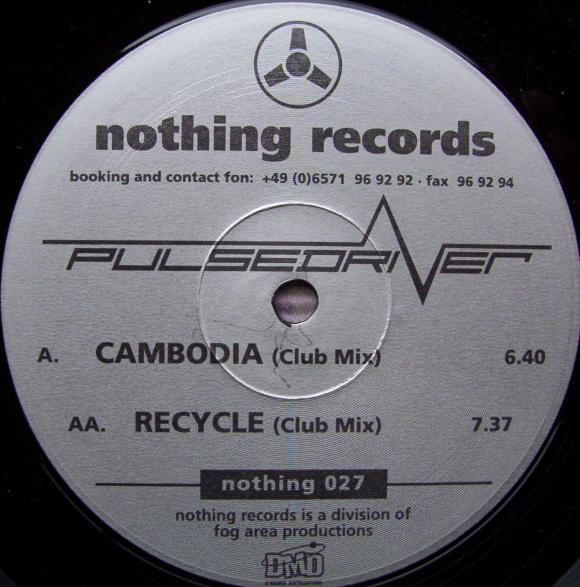 nothing records
booking and contact fon: +49 (0)6571 96 92 92 · fax 96 92 94
PULSEDRIVER
A. CAMBODIA (Club Mix) 6.40
AA. RECYCLE (Club Mix) 7.37
nothing 027
nothing records is a division of
fog area productions
DMD